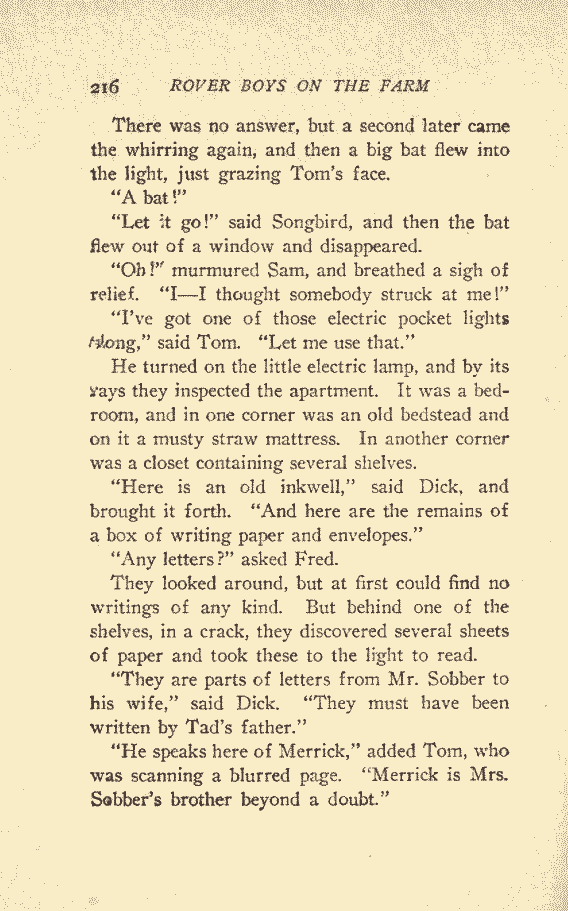 216 ROVER BOYS ON THE FARM
There was no answer, but a second later came
the whirring again, and then a big bat flew into
the light, just grazing Tom's face.
"A bat!"
"Let it go!" said Songbird, and then the bat
flew out of a window and disappeared.
"Oh!" murmured Sam, and breathed a sigh of
relief. "I—I thought somebody struck at me!"
"I've got one of those electric pocket lights
along," said Tom. "Let me use that."
He turned on the little electric lamp, and by its
rays they inspected the apartment. It was a bed-
room, and in one corner was an old bedstead and
on it a musty straw mattress. In another corner
was a closet containing several shelves.
"Here is an old inkwell," said Dick, and
brought it forth. "And here are the remains of
a box of writing paper and envelopes."
"Any letters?" asked Fred.
They looked around, but at first could find no
writings of any kind. But behind one of the
shelves, in a crack, they discovered several sheets
of paper and took these to the light to read.
"They are parts of letters from Mr. Sobber to
his wife," said Dick. "They must have been
written by Tad's father."
"He speaks here of Merrick," added Tom, who
was scanning a blurred page. "Merrick is Mrs.
Sobber's brother beyond a doubt."